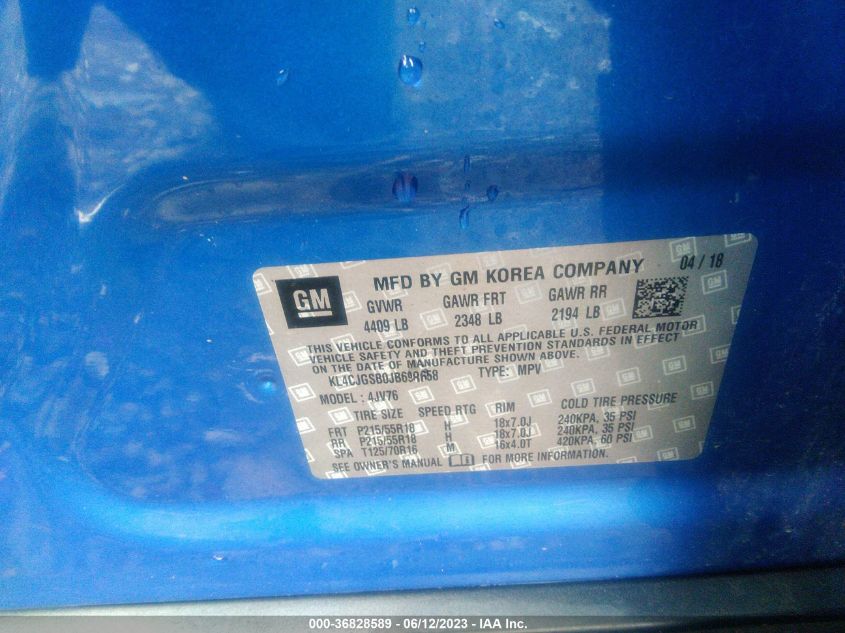 MFD BY GM KOREA COMPANY 04 / 18
GM
GVWR GAWR FRT GAWR RR
4409 LB 2348 LB 2194 LB
THIS VEHICLE CONFORMS TO ALL APPLICABLE U.S. FEDERAL MOTOR
VEHICLE SAFETY AND THEFT PREVENTION STANDARDS IN EFFECT
ON THE DATE OF MANUFACTURE SHOWN ABOVE.
TYPE: MPV
MODEL: 4JV76
TIRE SIZE SPEED RTG RIM COLD TIRE PRESSURE
FRT P215/55R18 H 18x7.0J 240KPA, 35 PSI
RR P215/55R18 H 18x7.0J 240KPA, 35 PSI
SPA T125/70R16 M 16x4.0T 420KPA, 60 PSI
SEE OWNER'S MANUAL FOR MORE INFORMATION.
000-36828589 - 06/12/2023 - IAA Inc.